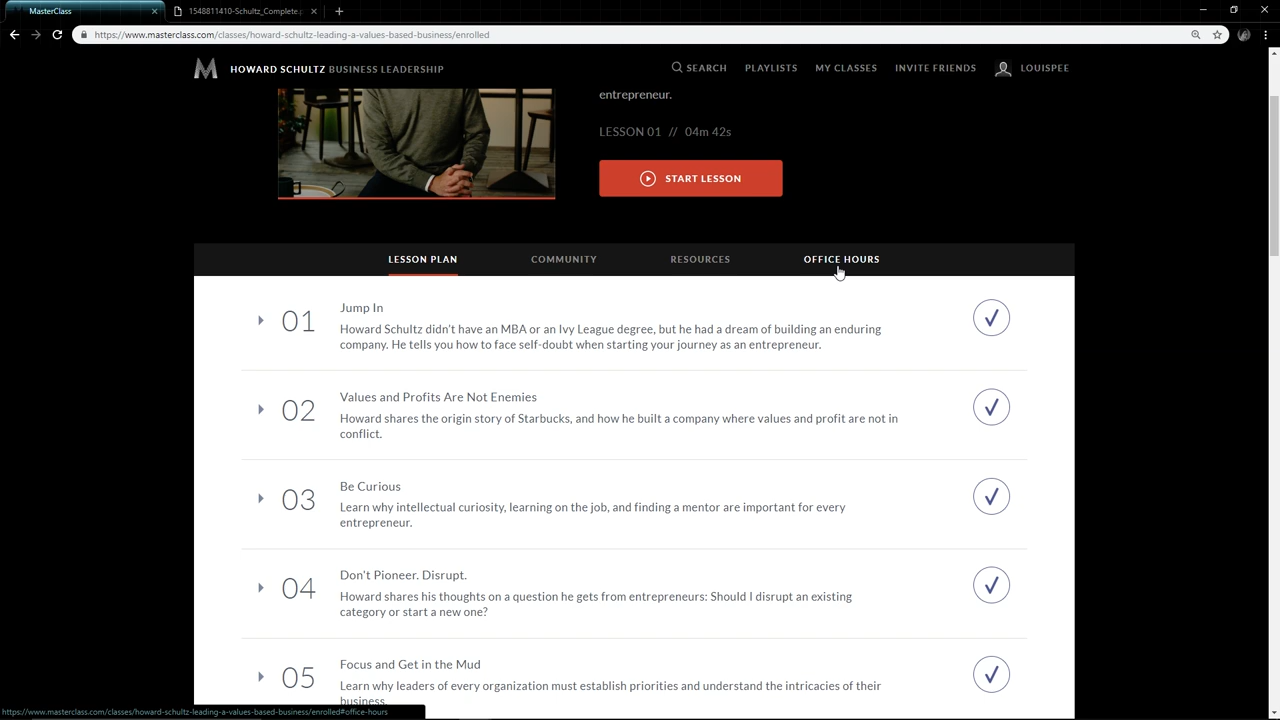 MasterClass
1548811410-Schultz_Complete.
https://www.masterclass.com/classes/howard-schultz-leading-a-values-based-business/enrolled
HOWARD SCHULTZ BUSINESS LEADERSHIP
SEARCH PLAYLISTS MY CLASSES INVITE FRIENDS LOUISPEE
entrepreneur.
LESSON 01 // 04m 42s
START LESSON
LESSON PLAN COMMUNITY RESOURCES OFFICE HOURS
01 Jump In
Howard Schultz didn't have an MBA or an Ivy League degree, but he had a dream of building an enduring
company. He tells you how to face self-doubt when starting your journey as an entrepreneur.
02 Values and Profits Are Not Enemies
Howard shares the origin story of Starbucks, and how he built a company where values and profit are not in
conflict.
03 Be Curious
Learn why intellectual curiosity, learning on the job, and finding a mentor are important for every
entrepreneur.
04 Don't Pioneer. Disrupt.
Howard shares his thoughts on a question he gets from entrepreneurs: Should I disrupt an existing
category or start a new one?
05 Focus and Get in the Mud
Learn why leaders of every organization must establish priorities and understand the intricacies of their
business.
https://www.masterclass.com/classes/howard-schultz-leading-a-values-based-business/enrolled#office-hours